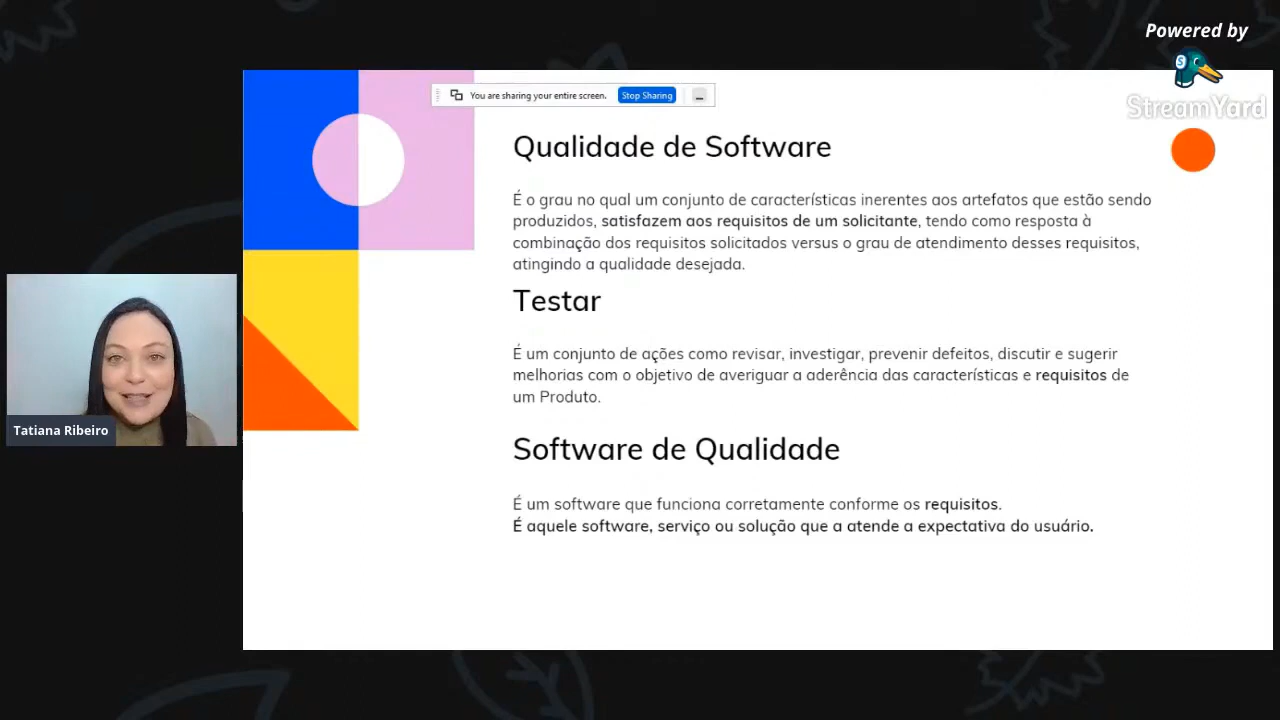 Powered by
StreamYard
You are sharing your entire screen.
Stop Sharing
Qualidade de Software
É o grau no qual um conjunto de características inerentes aos artefatos que estão sendo
produzidos, satisfazem aos requisitos de um solicitante, tendo como resposta à
combinação dos requisitos solicitados versus o grau de atendimento desses requisitos,
atingindo a qualidade desejada.
Testar
É um conjunto de ações como revisar, investigar, prevenir defeitos, discutir e sugerir
melhorias com o objetivo de averiguar a aderência das características e requisitos de
um Produto.
Software de Qualidade
É um software que funciona corretamente conforme os requisitos.
É aquele software, serviço ou solução que a atende a expectativa do usuário.
Tatiana Ribeiro